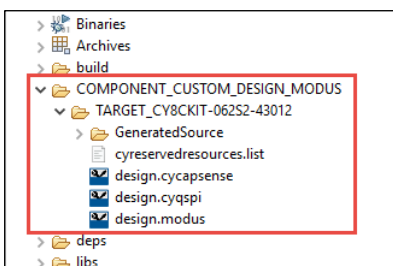 Binaries
Archives
build
COMPONENT_CUSTOM_DESIGN_MODUS
TARGET_CY8CKIT-062S2-43012
GeneratedSource
cyreservedresources.list
design.cycapsense
design.cyqspi
design.modus
deps
libs